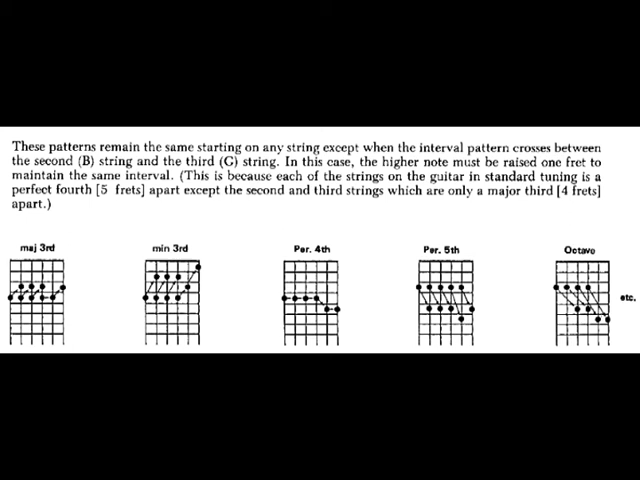 These patterns remain the same starting on any string except when the interval pattern crosses between
the second (B) string and the third (G) string. In this case, the higher note must be raised one fret to
maintain the same interval. (This is because each of the strings on the guitar in standard tuning is a
perfect fourth [5 frets] apart except the second and third strings which are only a major third [4 frets]
apart.)
maj 3rd min 3rd Per. 4th Per. 5th Octave
etc.